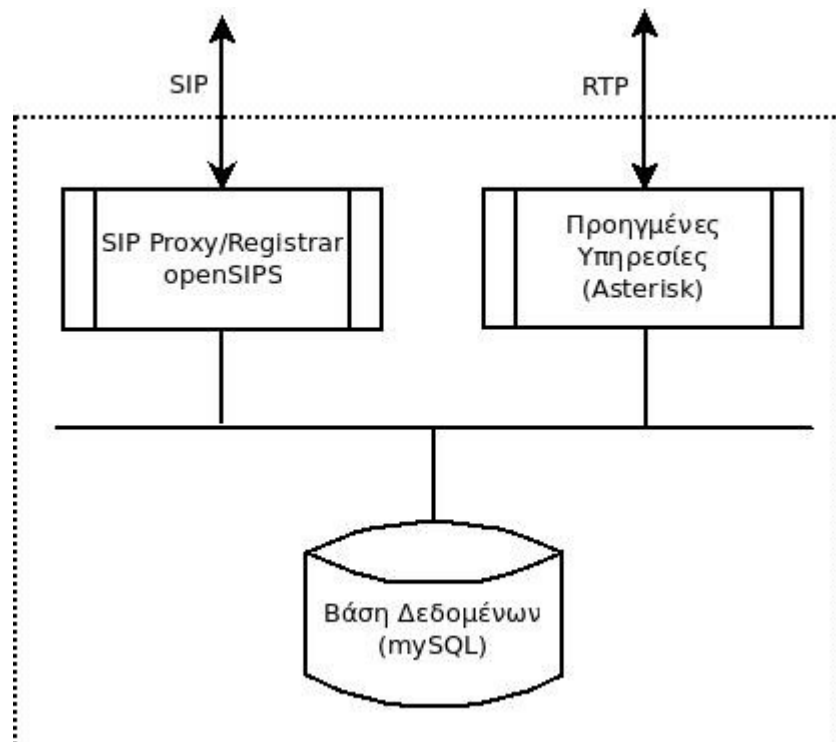 SIP
RTP
SIP Proxy/Registrar
openSIPS
Προηγμένες
Υπηρεσίες
(Asterisk)
Βάση Δεδομένων
(mySQL)